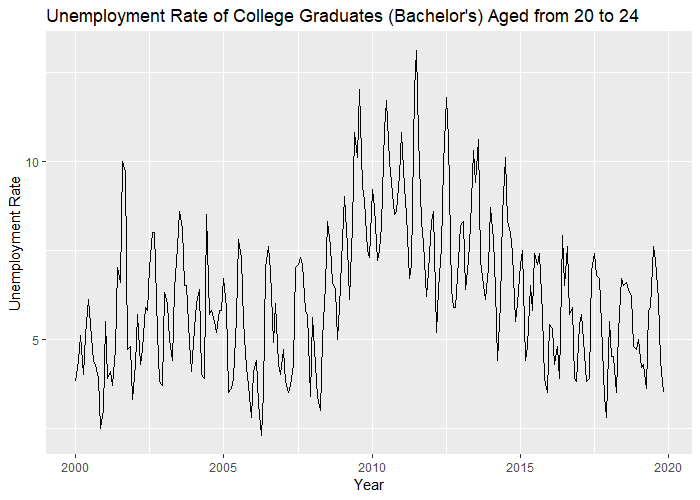 Unemployment Rate of College Graduates (Bachelor's) Aged from 20 to 24
Unemployment Rate
10
5
2000
2005
2010
2015
2020
Year